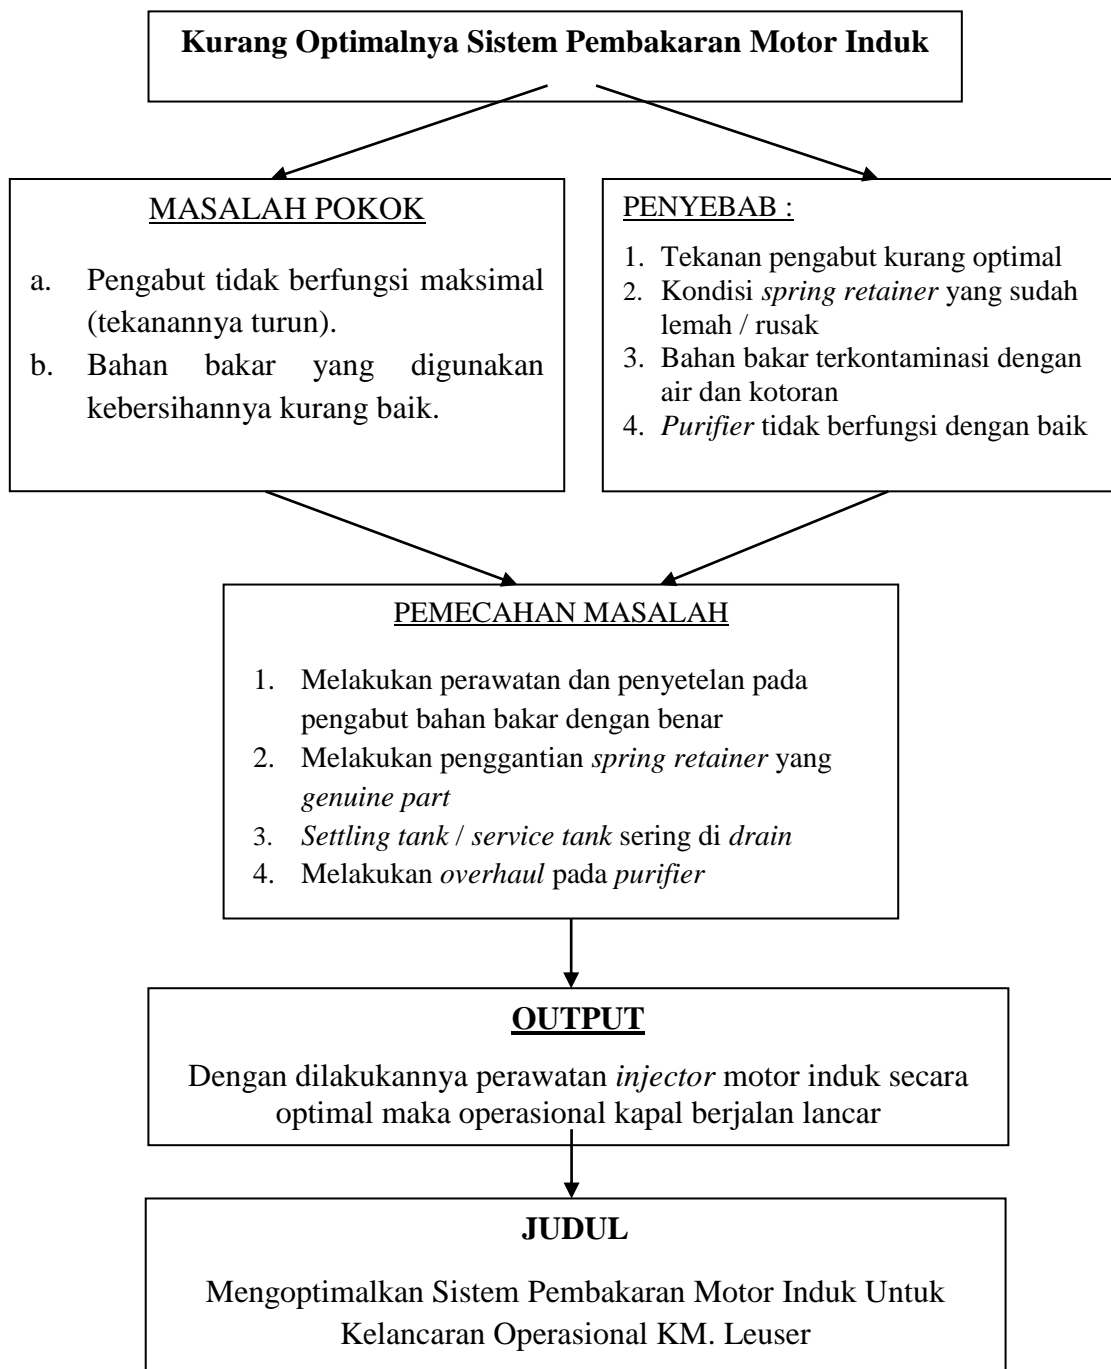 Kurang Optimalnya Sistem Pembakaran Motor Induk
MASALAH POKOK
a. Pengabut tidak berfungsi maksimal
(tekanannya turun).
b. Bahan bakar yang digunakan
kebersihannya kurang baik.
PENYEBAB :
1. Tekanan pengabut kurang optimal
2. Kondisi spring retainer yang sudah
lemah / rusak
3. Bahan bakar terkontaminasi dengan
air dan kotoran
4. Purifier tidak berfungsi dengan baik
PEMECAHAN MASALAH
1. Melakukan perawatan dan penyetelan pada
pengabut bahan bakar dengan benar
2. Melakukan penggantian spring retainer yang
genuine part
3. Settling tank / service tank sering di drain
4. Melakukan overhaul pada purifier
OUTPUT
Dengan dilakukannya perawatan injector motor induk secara
optimal maka operasional kapal berjalan lancar
JUDUL
Mengoptimalkan Sistem Pembakaran Motor Induk Untuk
Kelancaran Operasional KM. Leuser